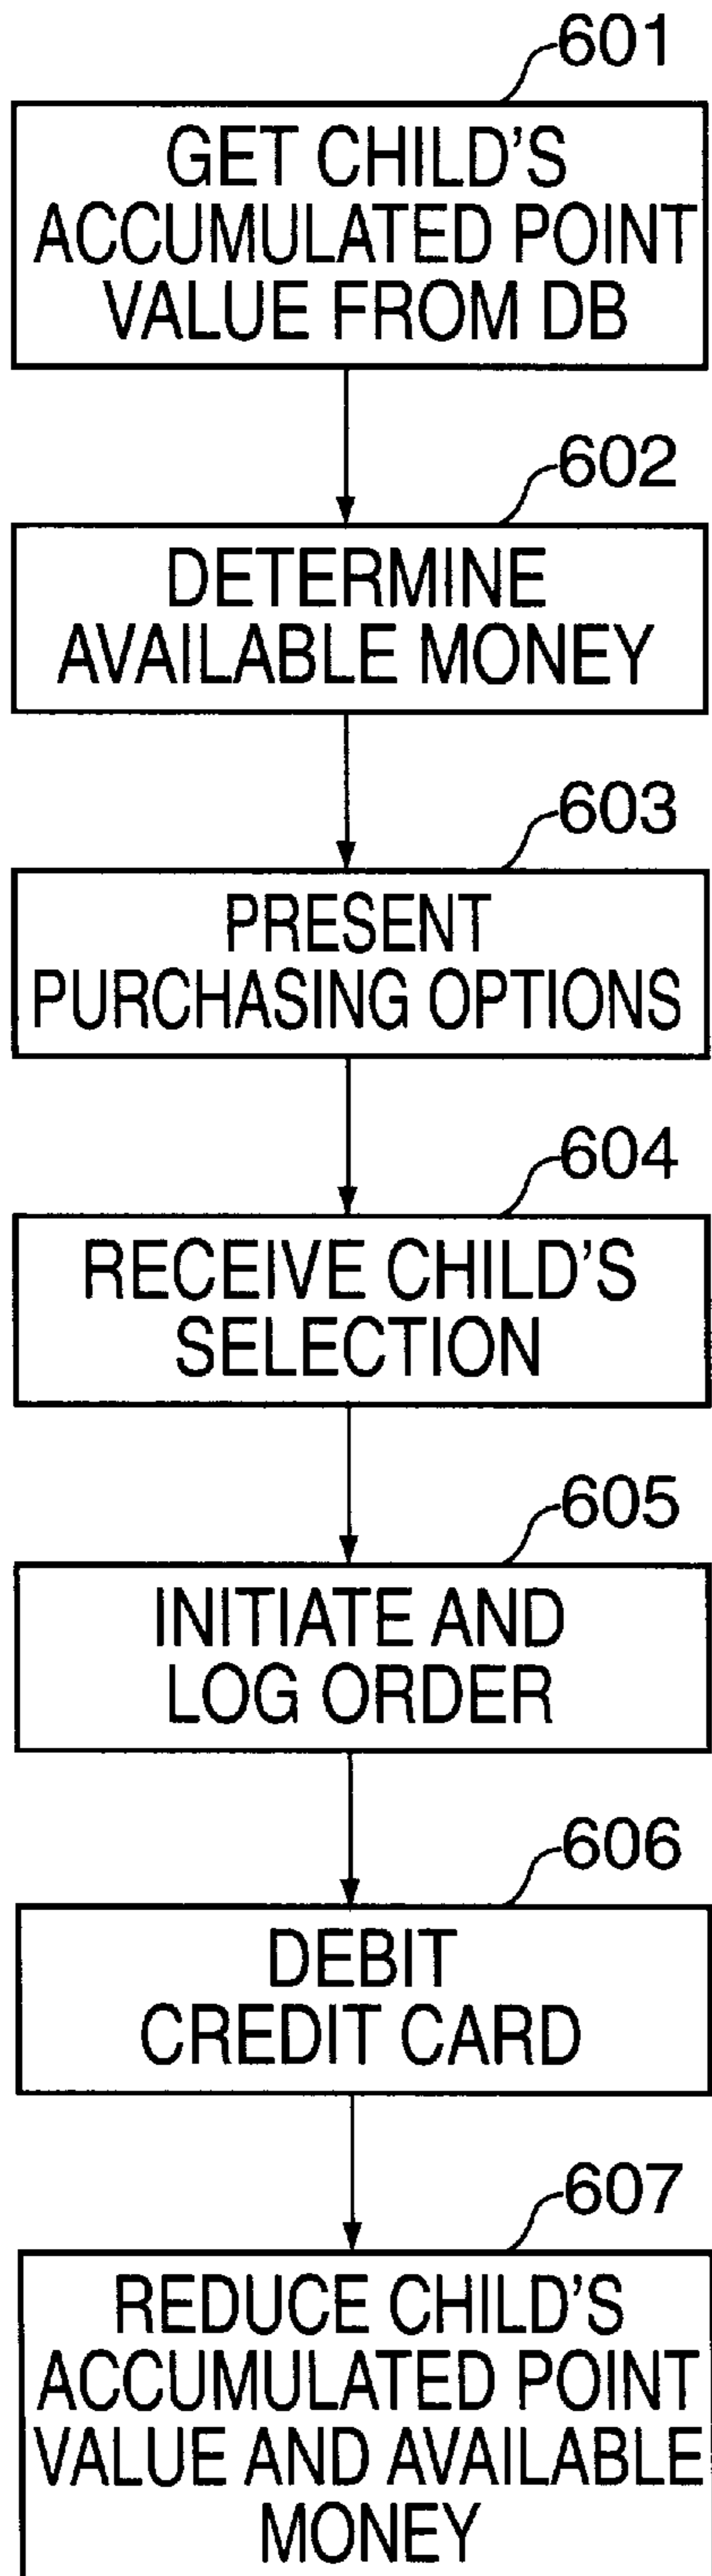 601
GET CHILD'S
ACCUMULATED POINT
VALUE FROM DB
602
DETERMINE
AVAILABLE MONEY
603
PRESENT
PURCHASING OPTIONS
604
RECEIVE CHILD'S
SELECTION
605
INITIATE AND
LOG ORDER
606
DEBIT
CREDIT CARD
607
REDUCE CHILD'S
ACCUMULATED POINT
VALUE AND AVAILABLE
MONEY